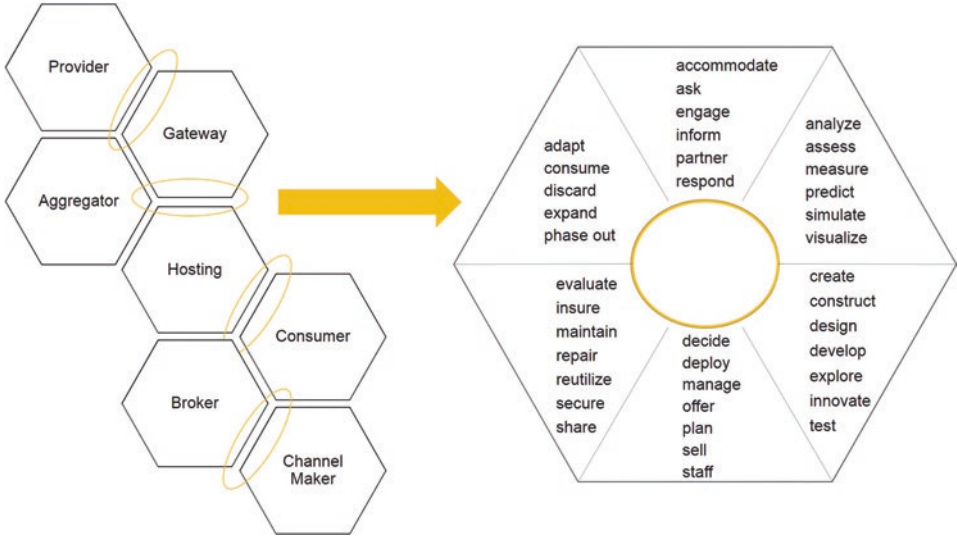 Provider
Gateway
Aggregator
Hosting
Consumer
Broker
Channel
Maker
accommodate
ask
engage
inform
partner
respond
adapt
consume
discard
expand
phase out
analyze
assess
measure
predict
simulate
visualize
evaluate
insure
maintain
repair
reutilize
secure
share
decide
deploy
manage
offer
plan
sell
staff
create
construct
design
develop
explore
innovate
test